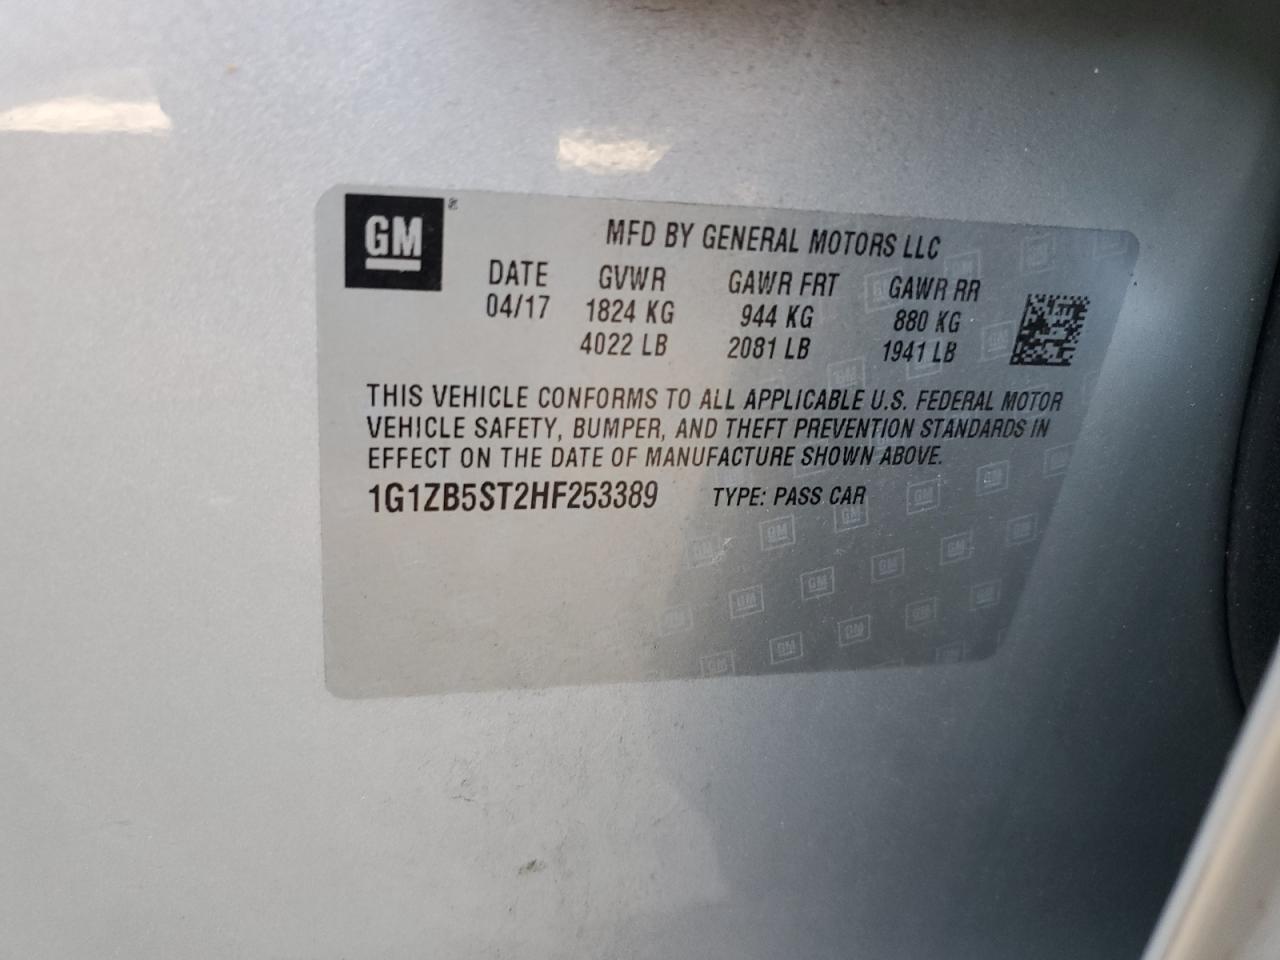 GM
MFD BY GENERAL MOTORS LLC
DATE GVWR GAWR FRT GAWR RR
04/17 1824 KG 944 KG 880 KG
4022 LB 2081 LB 1941 LB
THIS VEHICLE CONFORMS TO ALL APPLICABLE U.S. FEDERAL MOTOR
VEHICLE SAFETY, BUMPER, AND THEFT PREVENTION STANDARDS IN
EFFECT ON THE DATE OF MANUFACTURE SHOWN ABOVE.
1G1ZB5ST2HF253389 TYPE: PASS CAR